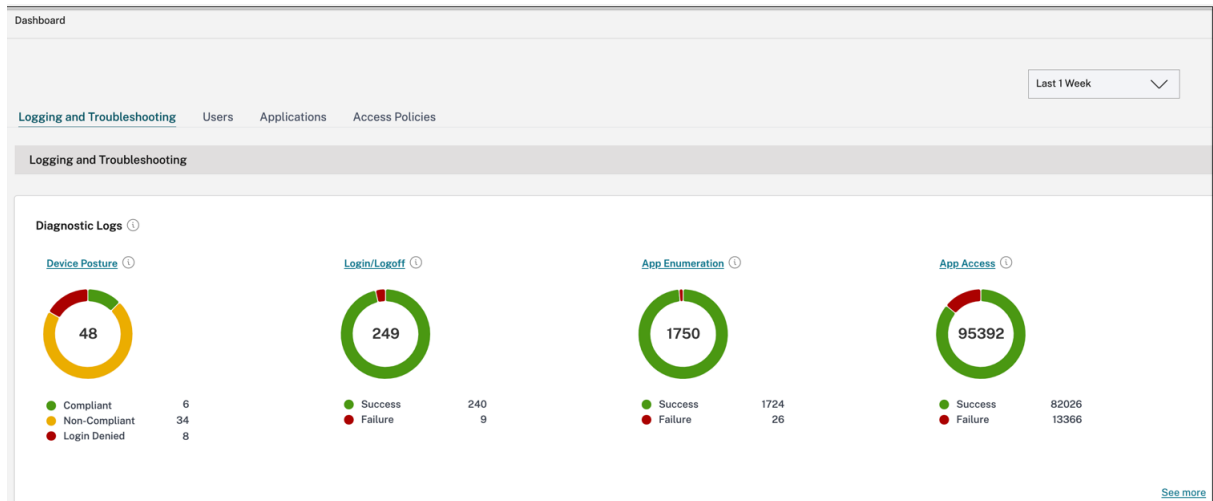 Dashboard
Last 1 Week
Logging and Troubleshooting Users Applications Access Policies
Logging and Troubleshooting
Diagnostic Logs
Device Posture Login/Logoff App Enumeration App Access
48 249 1750 95392
Compliant 6 Success 240 Success 1724 Success 82026
Non-Compliant 34 Failure 9 Failure 26 Failure 13366
Login Denied 8
See more